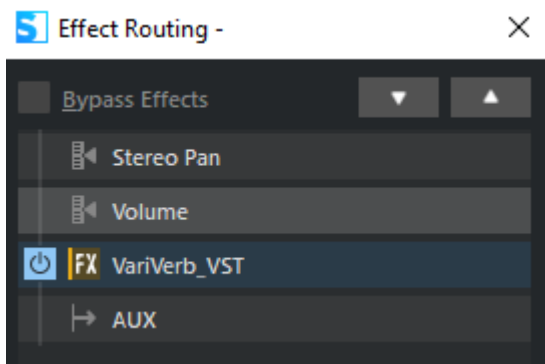 Effect Routing -
Bypass Effects
Stereo Pan
Volume
FX VariVerb_VST
AUX